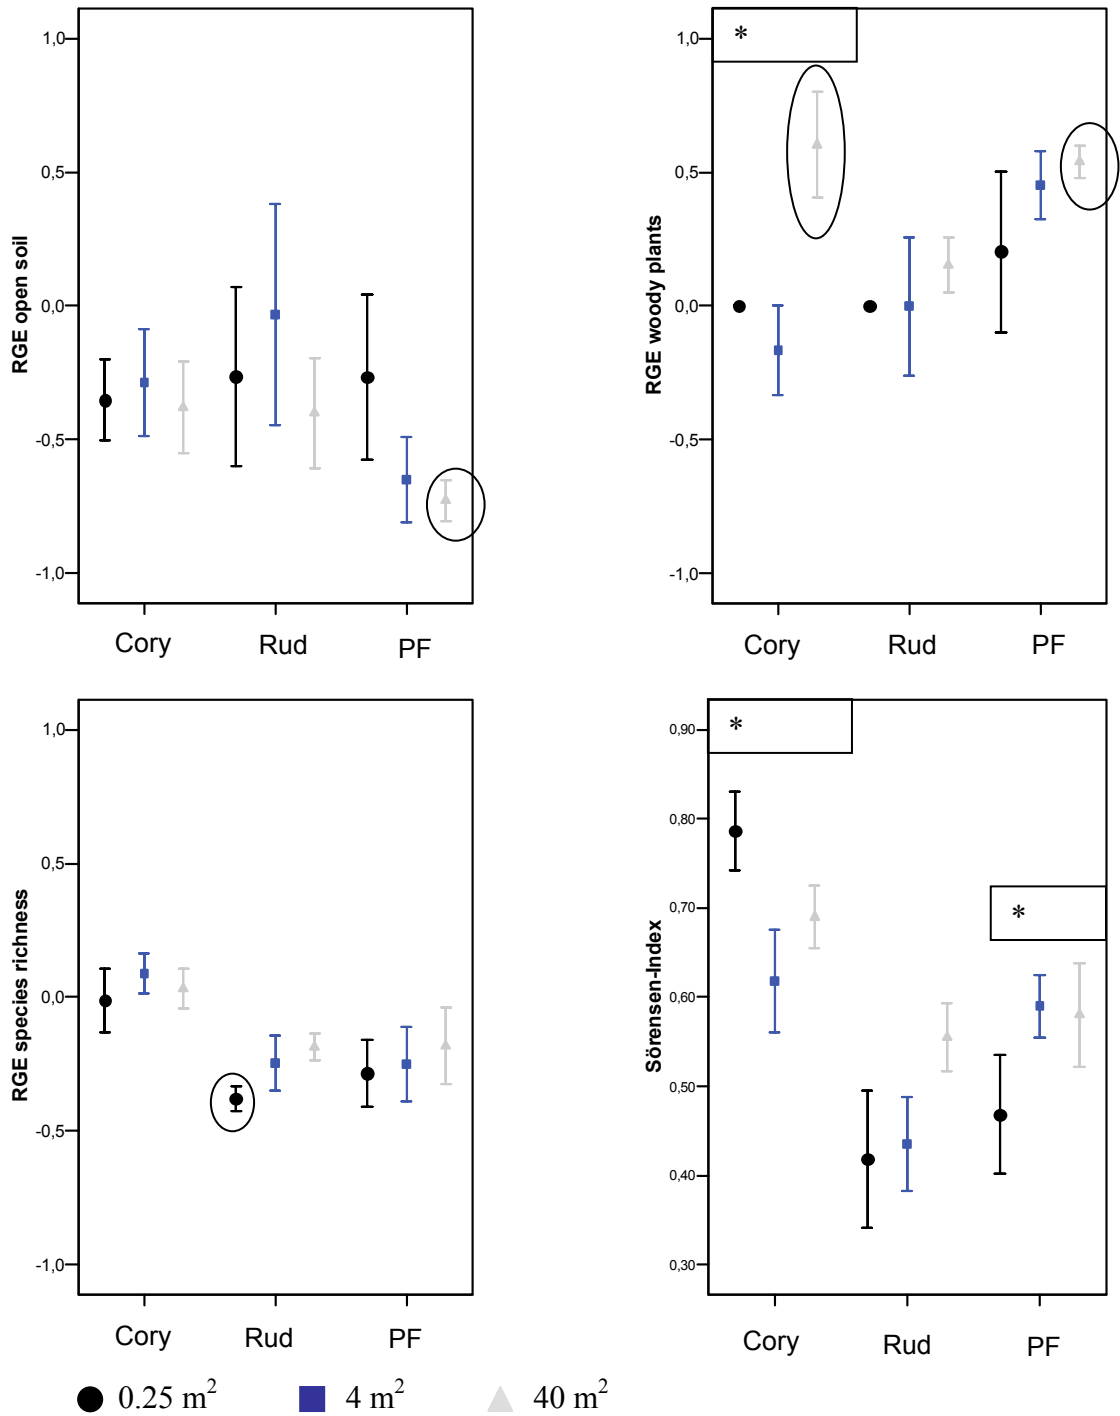 1,0
0,5
0,0
-0,5
-1,0
RGE open soil
Cory Rud PF
*
1,0
0,5
0,0
-0,5
-1,0
RGE woody plants
Cory Rud PF
1,0
0,5
0,0
-0,5
-1,0
RGE species richness
Cory Rud PF
*
*
0,90
0,80
0,70
0,60
0,50
0,40
0,30
Sörensen-Index
Cory Rud PF
0.25 m² 4 m² 40 m²